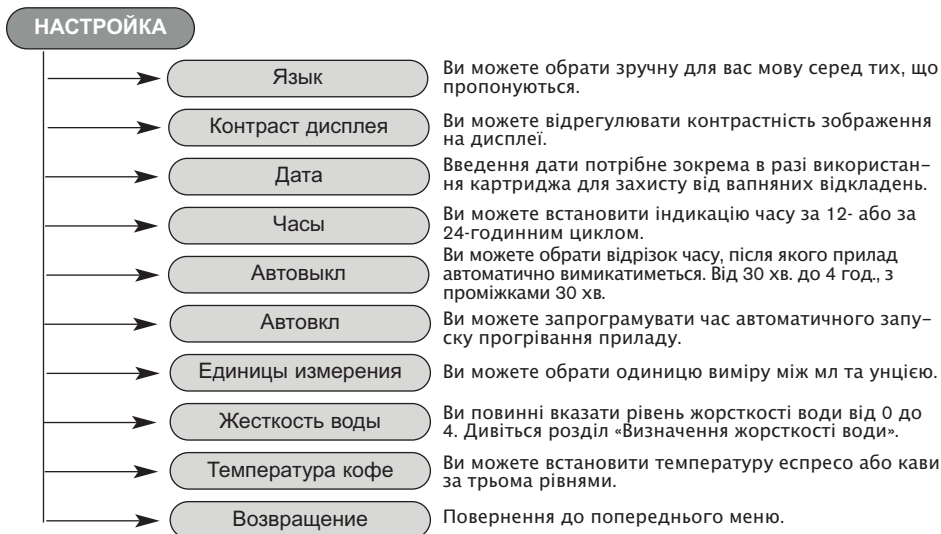 НАСТРОЙКА
Язык
Ви можете обрати зручну для вас мову серед тих, що
пропонуються.
Контраст дисплея
Ви можете відрегулювати контрастність зображення
на дисплеї.
Дата
Введення дати потрібне зокрема в разі використан–
ня картриджа для захисту від вапняних відкладень.
Часы
Ви можете встановити індикацію часу за 12- або за
24-годинним циклом.
Автовыкл
Ви можете обрати відрізок часу, після якого прилад
автоматично вимикатиметься. Від 30 хв. до 4 год., з
проміжками 30 хв.
Автовкл
Ви можете запрограмувати час автоматичного запу–
ску прогрівання приладу.
Единицы измерения
Ви можете обрати одиницю виміру між мл та унцією.
Жесткость воды
Ви повинні вказати рівень жорсткості води від 0 до
4. Дивіться розділ «Визначення жорсткості води».
Температура кофе
Ви можете встановити температуру еспресо або кави
за трьома рівнями.
Возвращение
Повернення до попереднього меню.